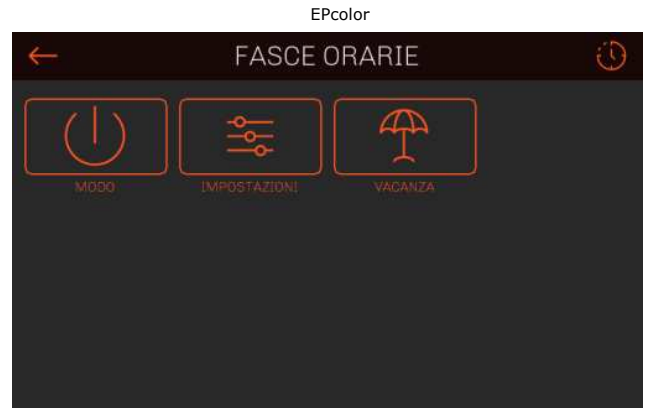 EPcolor
FASCE ORARIE
MODO
IMPOSTAZIONI
VACANZA